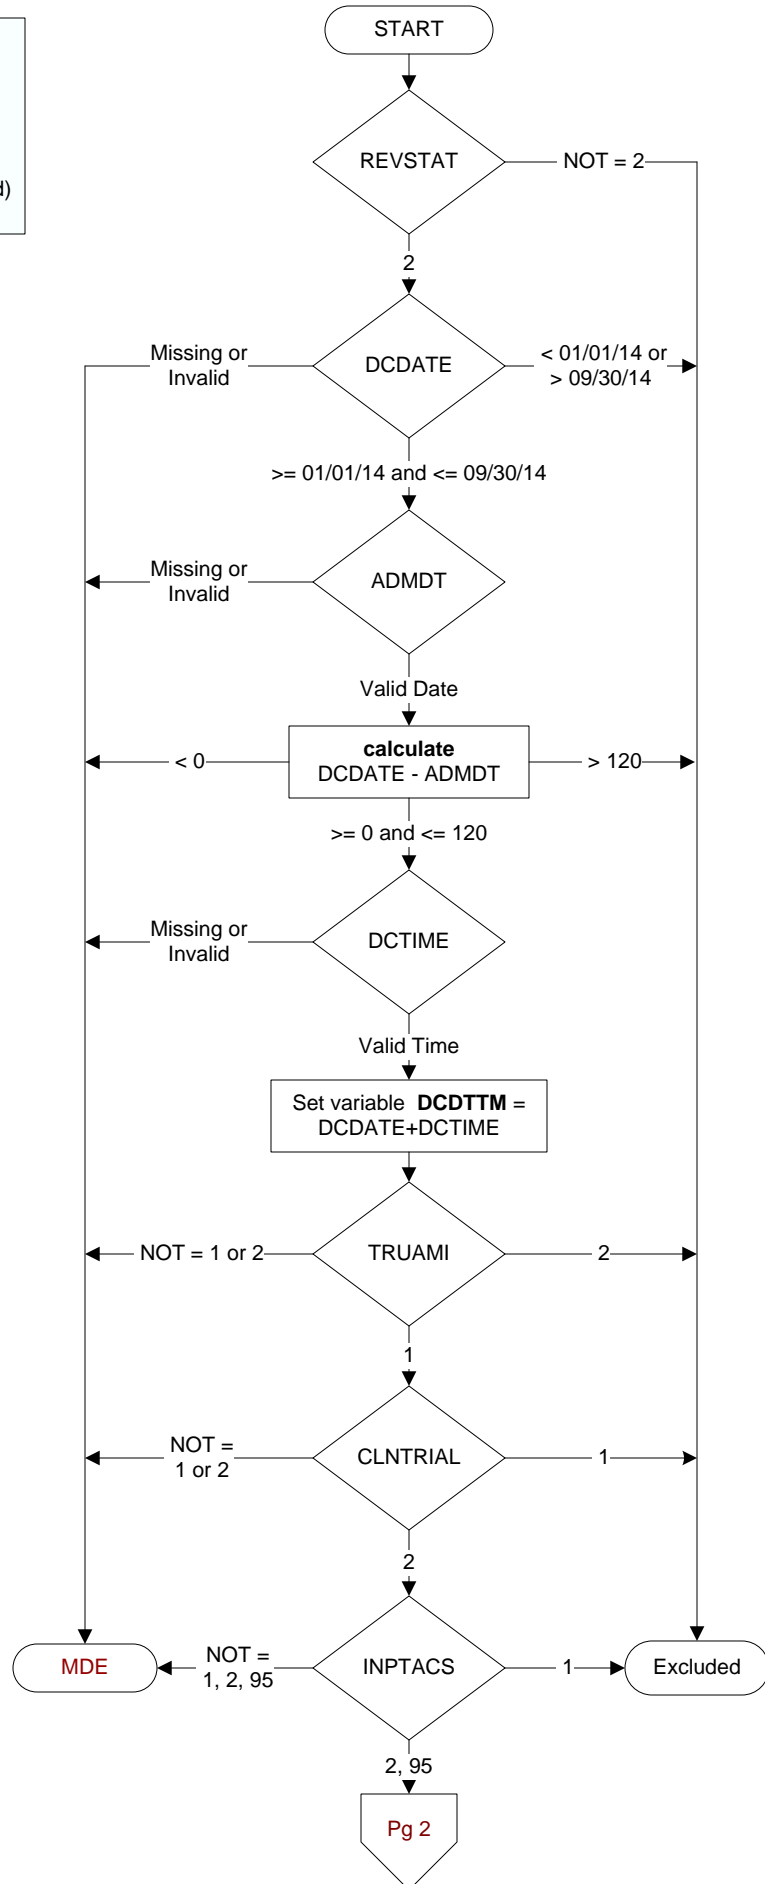 START
REVSTAT
NOT = 2
d)
2
Missing or
Invalid
DCDATE
< 01/01/14 or
> 09/30/14
>= 01/01/14 and <= 09/30/14
Missing or
Invalid
ADMDT
Valid Date
< 0
calculate
DCDATE - ADMDT
> 120
>= 0 and <= 120
Missing or
Invalid
DCTIME
Valid Time
Set variable DCDTTM =
DCDATE+DCTIME
NOT = 1 or 2
TRUAMI
2
1
NOT =
1 or 2
CLNTRIAL
1
2
MDE
NOT =
1, 2, 95
INPTACS
1
Excluded
2, 95
Pg 2